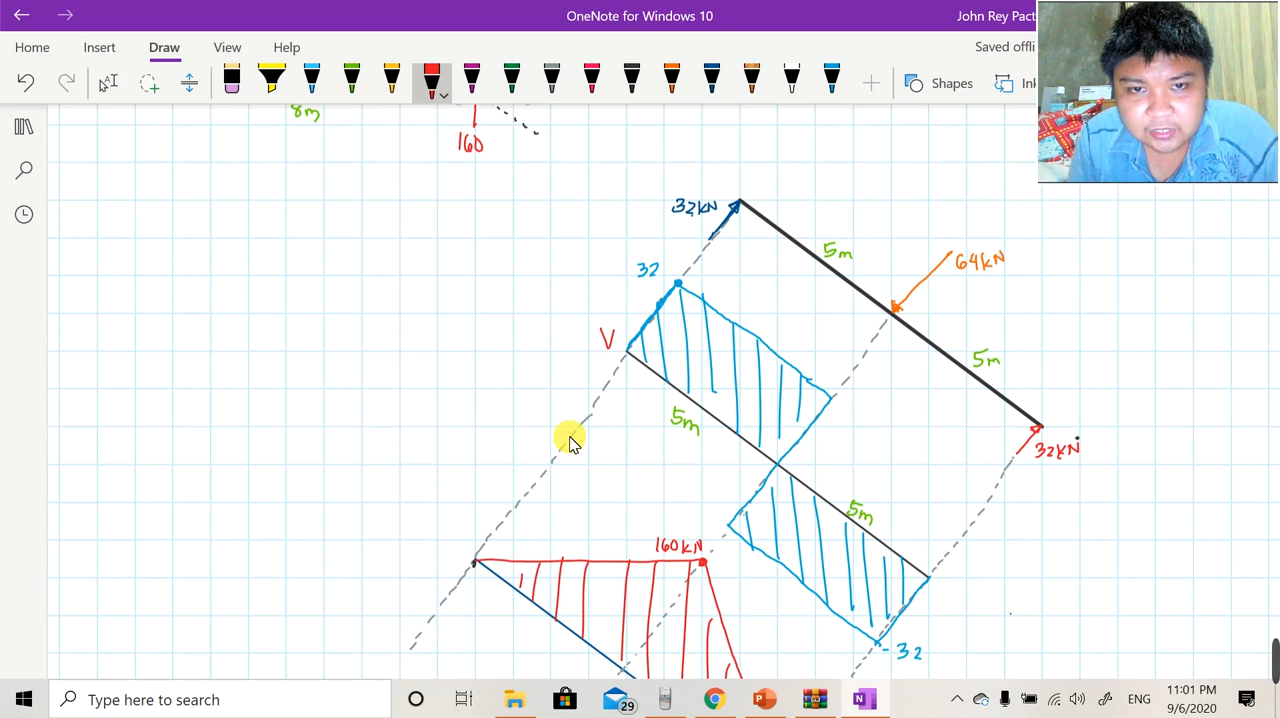 OneNote for Windows 10
John Rey Pact
Home
Insert
Draw
View
Help
Saved offli
Shapes
Ink
8m
160
32kN
5m
64kN
32
V
5m
5m
32kN
5m
160kN
-32
Type here to search
29
ENG
11:01 PM
9/6/2020